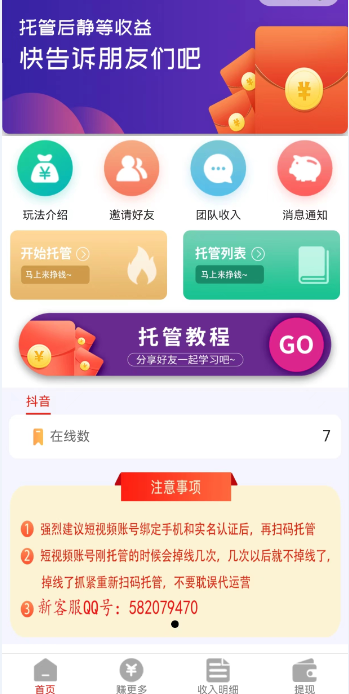 托管后静等收益
快告诉朋友们吧
¥
¥
¥
玩法介绍
邀请好友
团队收入
消息通知
开始托管
马上来挣钱~
托管列表
马上来挣钱~
¥
托管教程
分享好友一起学习吧~
GO
抖音
在线数
7
注意事项
1 强烈建议短视频账号绑定手机和实名认证后，再扫码托管
2 短视频账号刚托管的时候会掉线几次，几次以后就不掉线了，
掉线了抓紧重新扫码托管，不要耽误代运营
3 新客服QQ号：582079470
¥
首页
赚更多
收入明细
提现